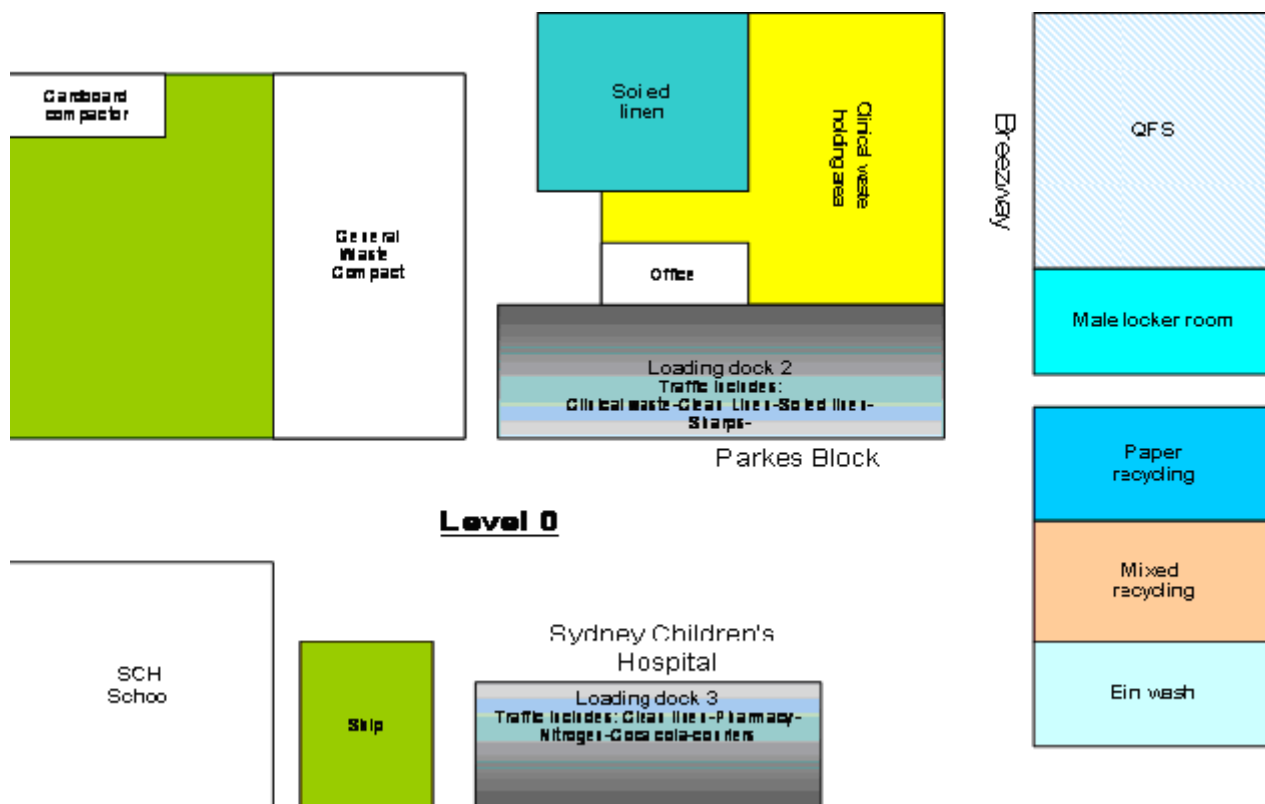 Cardboard
compactor
General
Waste
Compact
Soiled
linen
Clinical waste
holding area
Office
Loading dock 2
Traffic includes:
Clinical waste-Clean Linen-Soiled linen-
Sharps-
Parkes Block
Breezway
QFS
Male locker room
Paper
recycling
Mixed
recycling
Bin wash
Level 0
SCH
Schoo
Skip
Sydney Children's
Hospital
Loading dock 3
Traffic includes: Clean linen-Pharmacy-
Nitrogen-Coca cola-couriers